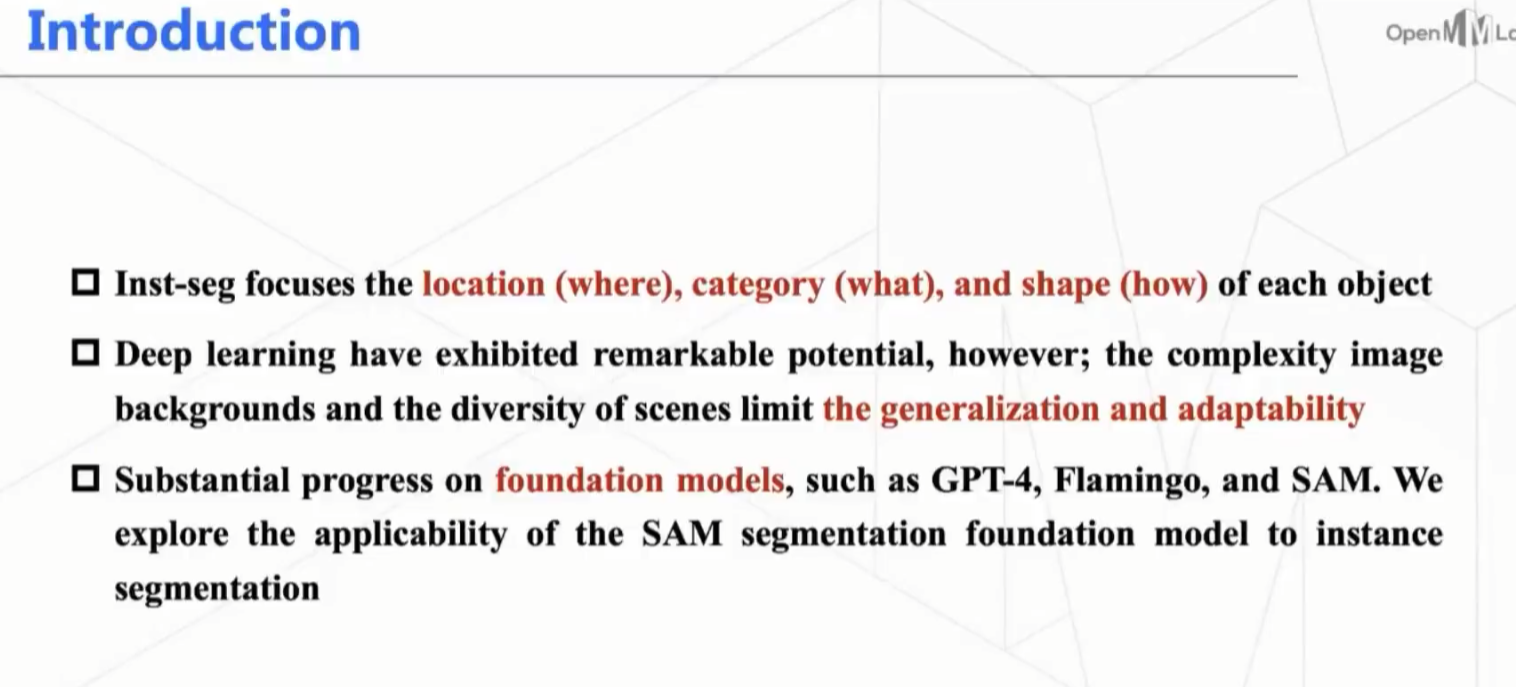 Introduction
OpenMMLa
Inst-seg focuses the location (where), category (what), and shape (how) of each object
Deep learning have exhibited remarkable potential, however; the complexity image
backgrounds and the diversity of scenes limit the generalization and adaptability
Substantial progress on foundation models, such as GPT-4, Flamingo, and SAM. We
explore the applicability of the SAM segmentation foundation model to instance
segmentation